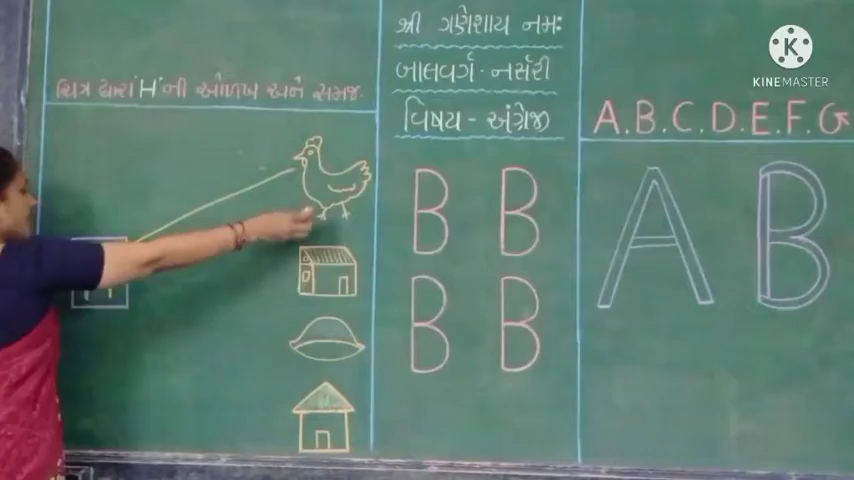 ચિત્ર દ્વારા 'H' ની ઓળખ અને સમજ.
શ્રી ગણેશાય નમઃ
બાલવર્ગ - નર્સરી
વિષય - અંગ્રેજી
B B
B B
A.B.C.D.E.F.G
A B
KINEMASTER